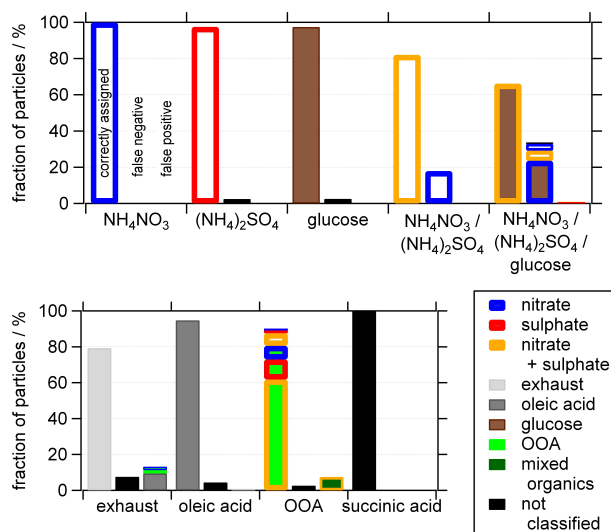 fraction of particles / %
100
80
60
40
20
0
correctly assigned
false negative
false positive
NH4NO3
(NH4)2SO4
glucose
NH4NO3 /
(NH4)2SO4
NH4NO3 /
(NH4)2SO4 /
glucose
fraction of particles / %
100
80
60
40
20
0
exhaust
oleic acid
OOA
succinic acid
nitrate
sulphate
nitrate
+ sulphate
exhaust
oleic acid
glucose
OOA
mixed
organics
not
classified